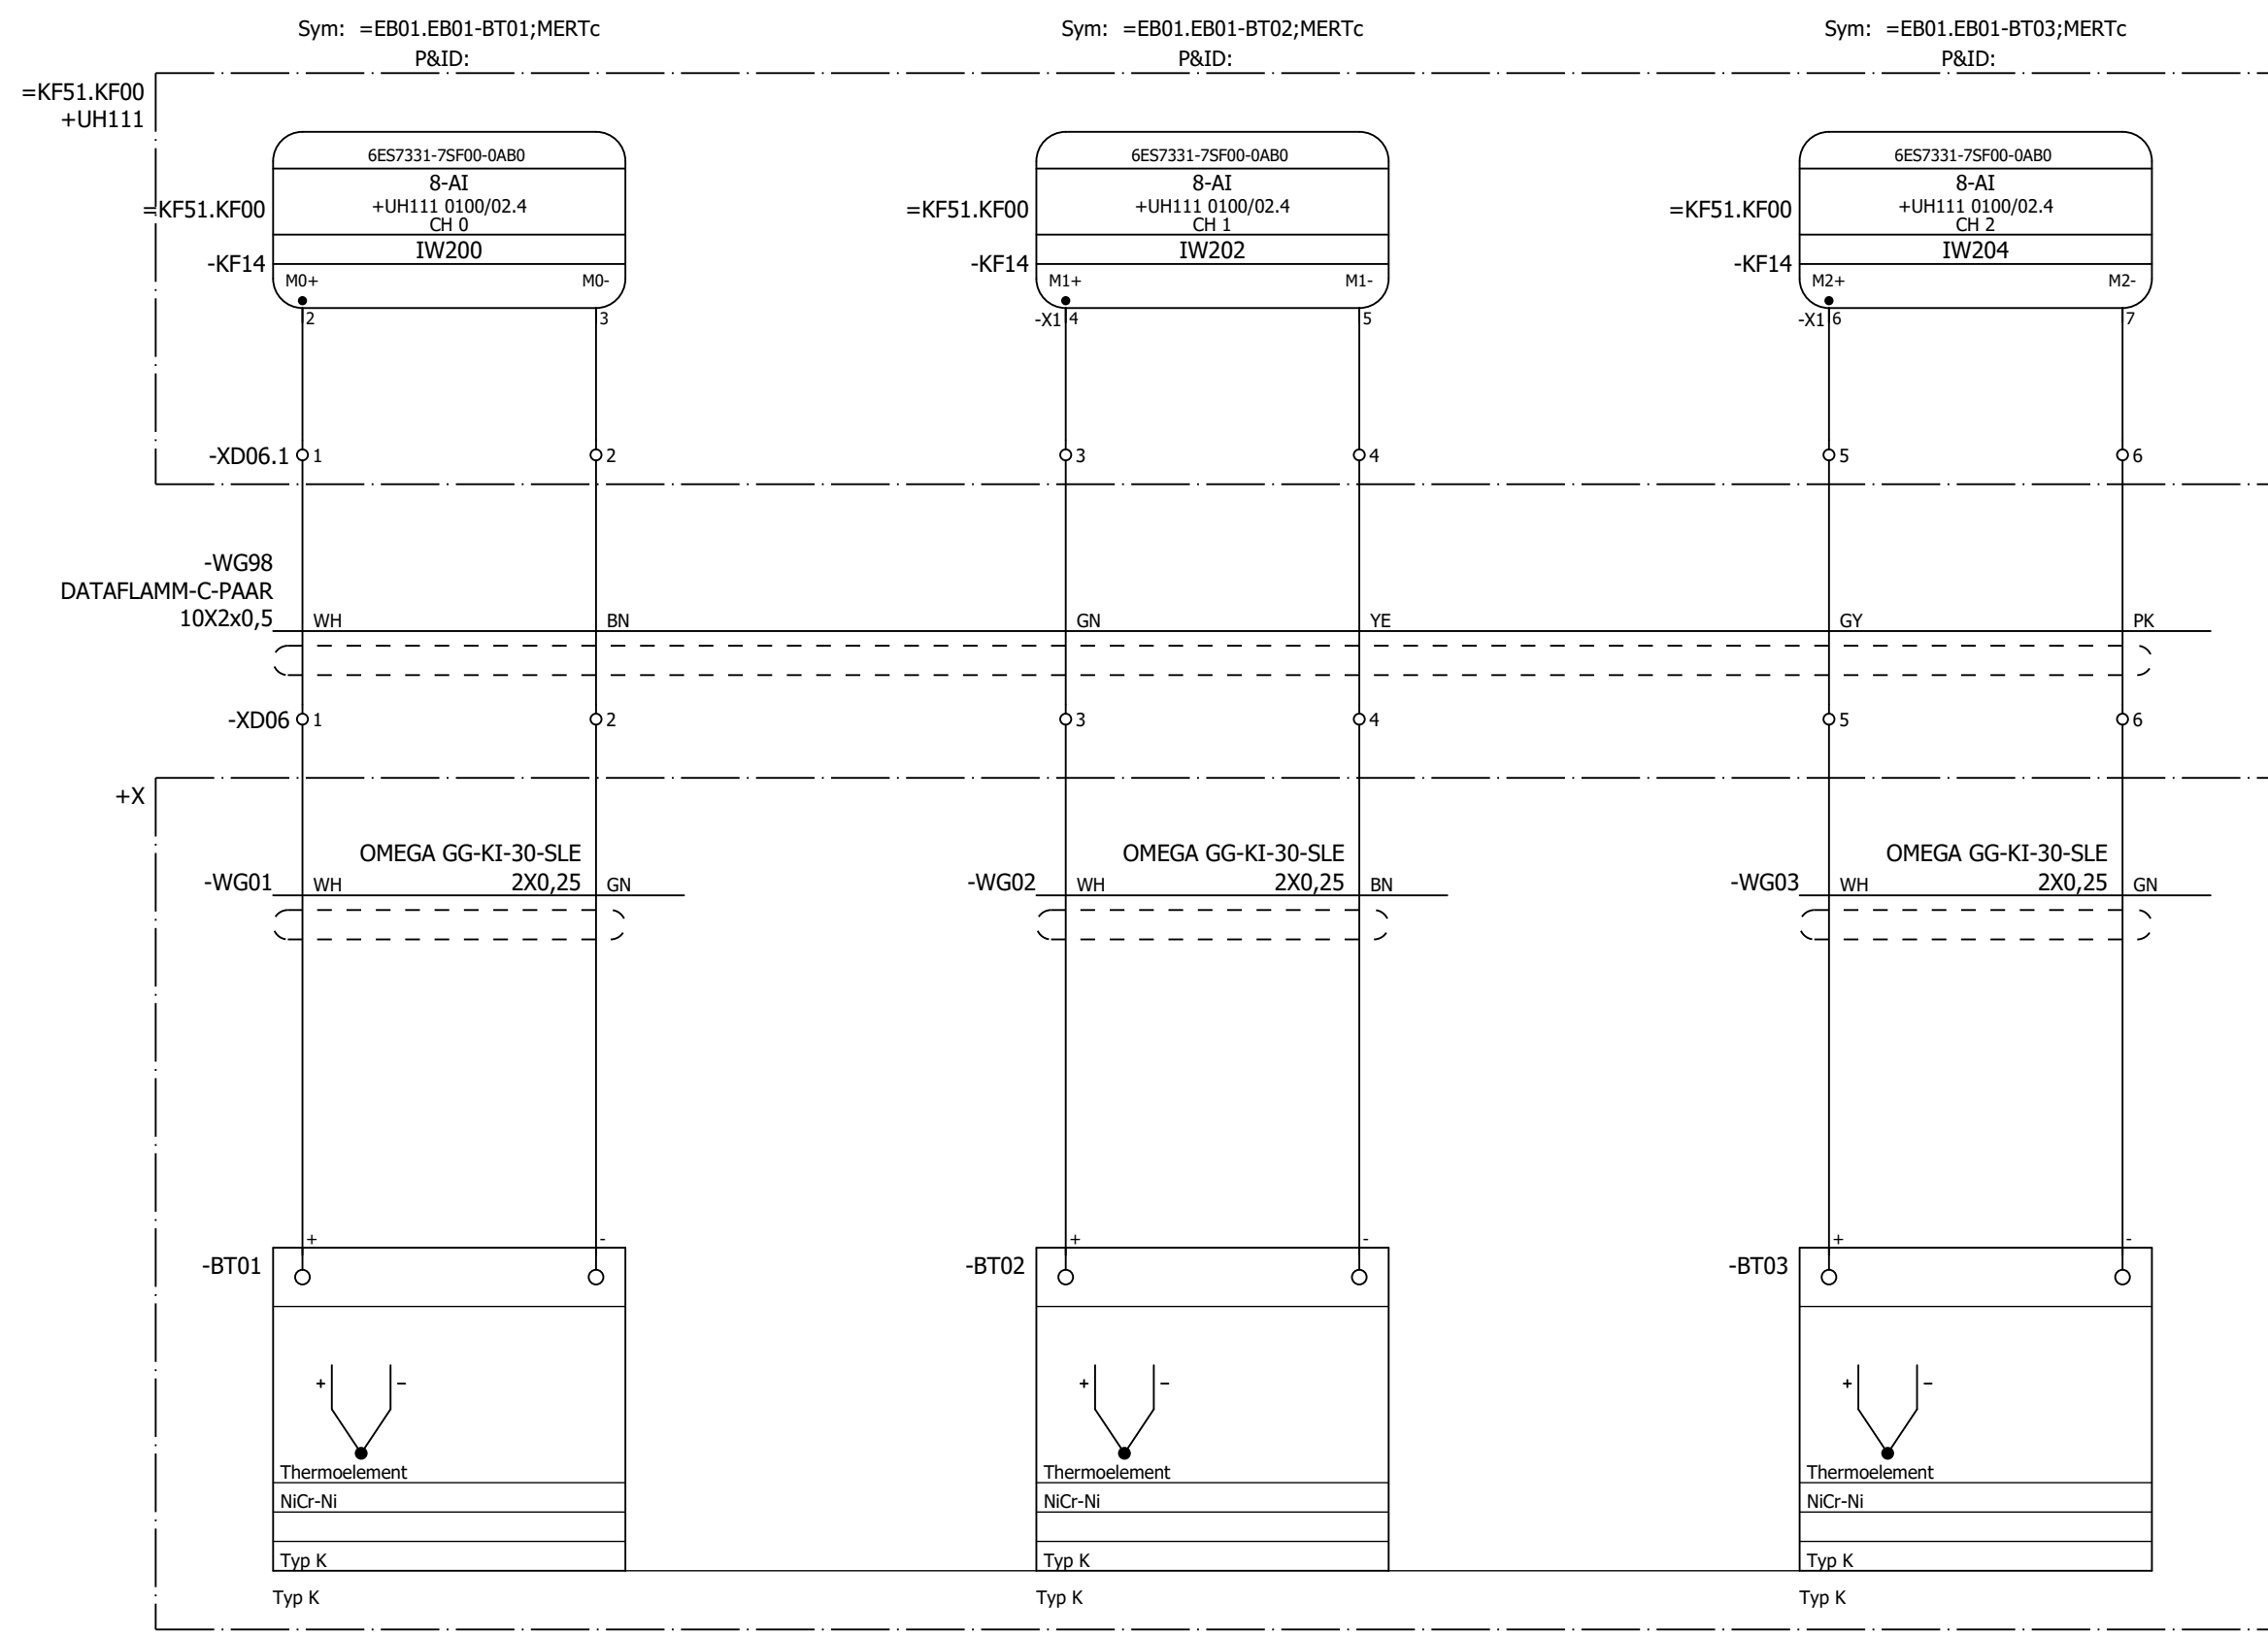 Sym: =EB01.EB01-BT01;MERTc Sym: =EB01.EB01-BT02;MERTc Sym: =EB01.EB01-BT03;MERTc
P&ID: P&ID: P&ID:
=KF51.KF00
+UH111
6ES7331-7SF00-0AB0 6ES7331-7SF00-0AB0 6ES7331-7SF00-0AB0
8-AI 8-AI 8-AI
=KF51.KF00 +UH111 0100/02.4 =KF51.KF00 +UH111 0100/02.4 =KF51.KF00 +UH111 0100/02.4
CH 0 CH 1 CH 2
IW200 IW202 IW204
-KF14 -KF14 -KF14
M0+ M0- M1+ M1- M2+ M2-
2 3 -X1 4 5 -X1 6 7
-XD06.1 1 2 3 4 5 6
-WG98
DATAFLAMM-C-PAAR
10X2x0,5 WH BN GN YE GY PK
-XD06 1 2 3 4 5 6
+X
OMEGA GG-KI-30-SLE OMEGA GG-KI-30-SLE OMEGA GG-KI-30-SLE
-WG01 WH 2X0,25 GN -WG02 WH 2X0,25 BN -WG03 WH 2X0,25 GN
+ - + - + -
-BT01 -BT02 -BT03
+ - + - + -
Thermoelement Thermoelement Thermoelement
NiCr-Ni NiCr-Ni NiCr-Ni
Typ K Typ K Typ K
Typ K Typ K Typ K